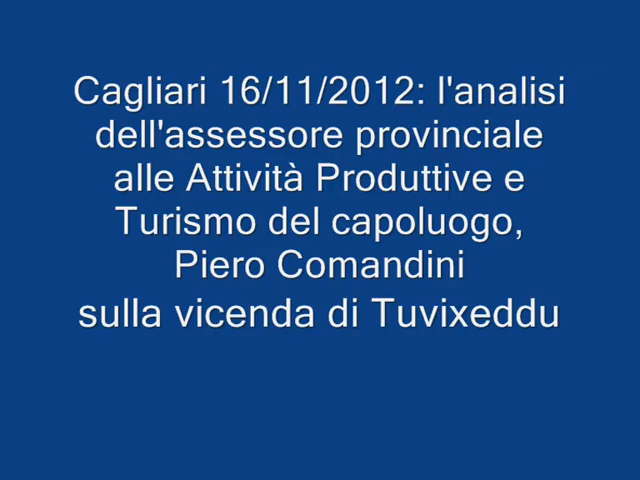 Cagliari 16/11/2012: l'analisi
dell'assessore provinciale
alle Attività Produttive e
Turismo del capoluogo,
Piero Comandini
sulla vicenda di Tuvixeddu